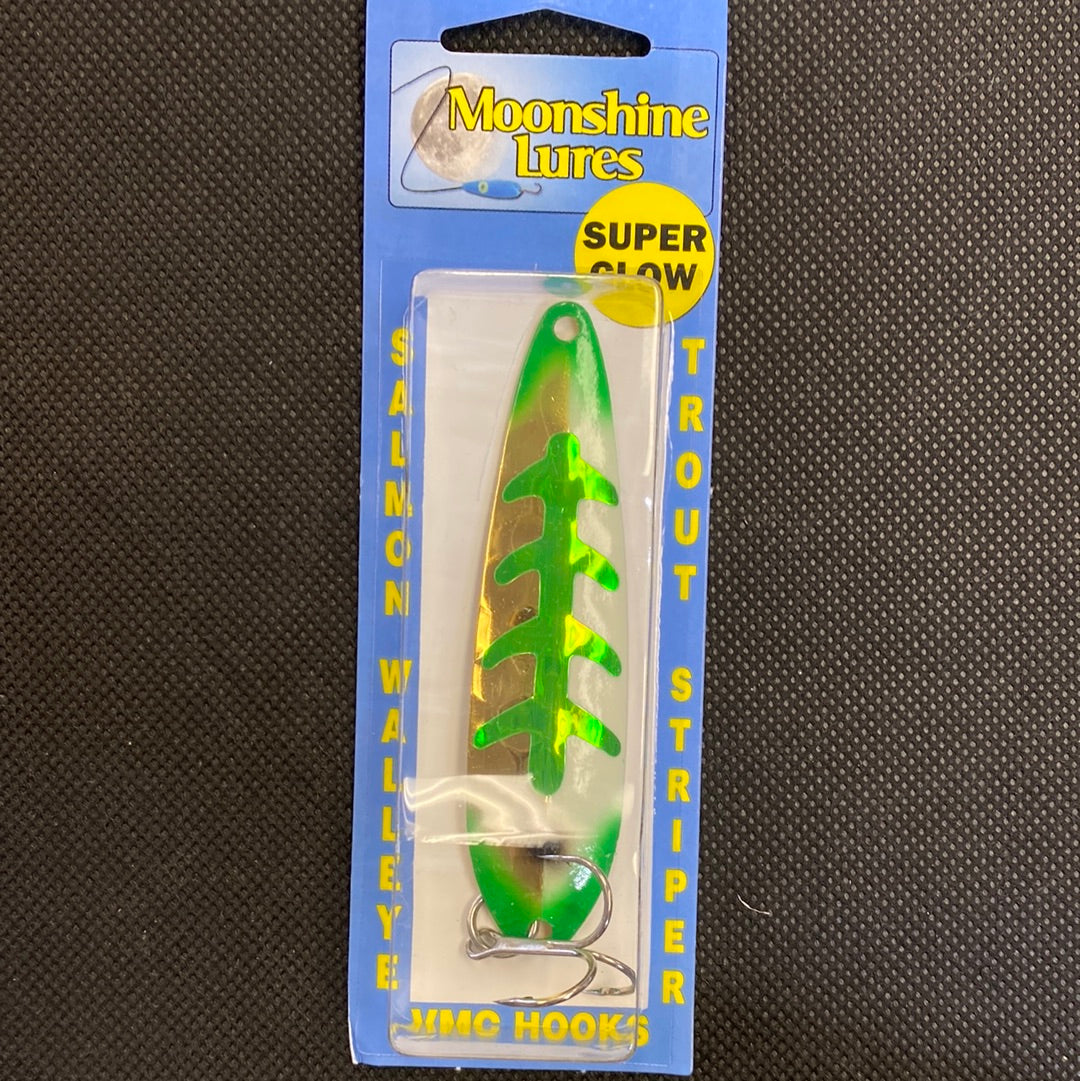 Moonshine
Lures
SUPER
GLOW
SALMON WALLEYE
TROUT STRIPER
VMC HOOKS